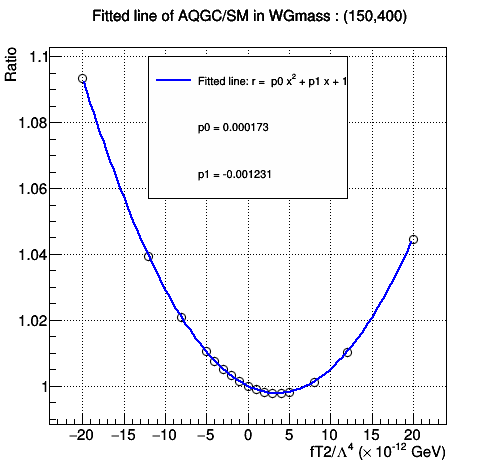 Fitted line of AQGC/SM in WGmass : (150,400)
Ratio
1.1
1.08
1.06
1.04
1.02
1
Fitted line: r = p0 x² + p1 x + 1
p0 = 0.000173
p1 = -0.001231
−20 −15 −10 −5 0 5 10 15 20
fT2/Λ⁴ (× 10⁻¹² GeV)